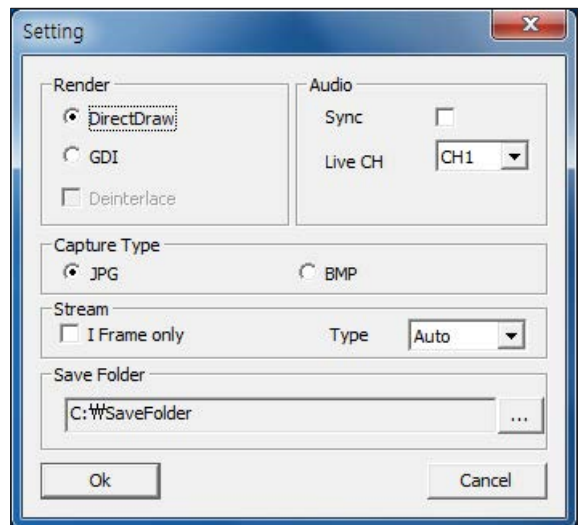 Setting
Render
DirectDraw
GDI
Deinterlace
Audio
Sync
Live CH CH1
Capture Type
JPG BMP
Stream
I Frame only Type Auto
Save Folder
C:₩SaveFolder ...
Ok Cancel